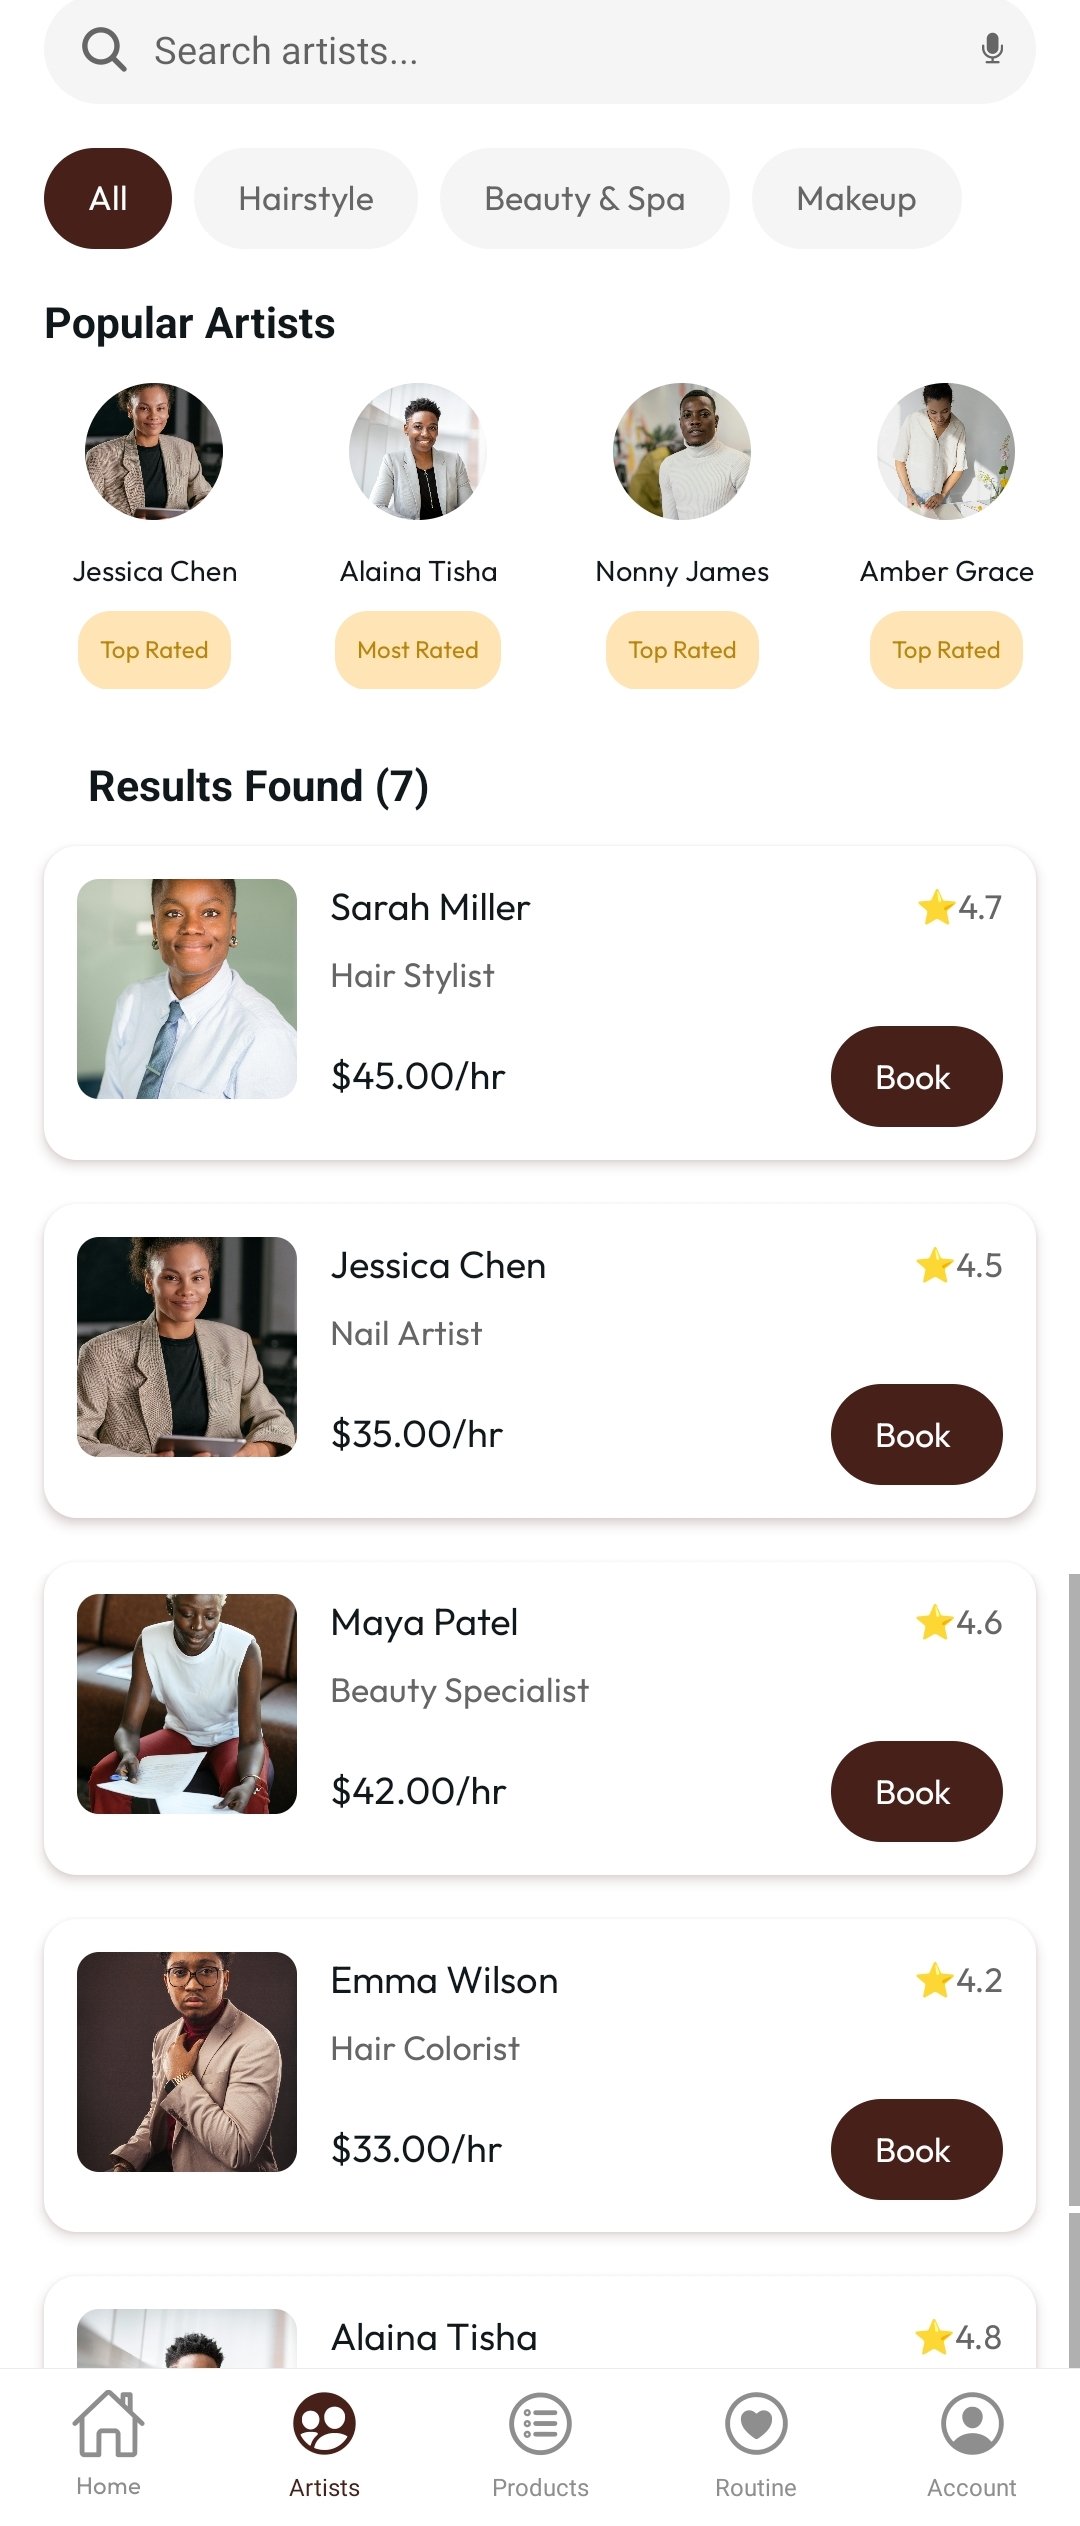 Search artists...
All Hairstyle Beauty & Spa Makeup
Popular Artists
Jessica Chen Alaina Tisha Nonny James Amber Grace
Top Rated Most Rated Top Rated Top Rated
Results Found (7)
Sarah Miller 4.7
Hair Stylist
$45.00/hr Book
Jessica Chen 4.5
Nail Artist
$35.00/hr Book
Maya Patel 4.6
Beauty Specialist
$42.00/hr Book
Emma Wilson 4.2
Hair Colorist
$33.00/hr Book
Alaina Tisha 4.8
Home Artists Products Routine Account